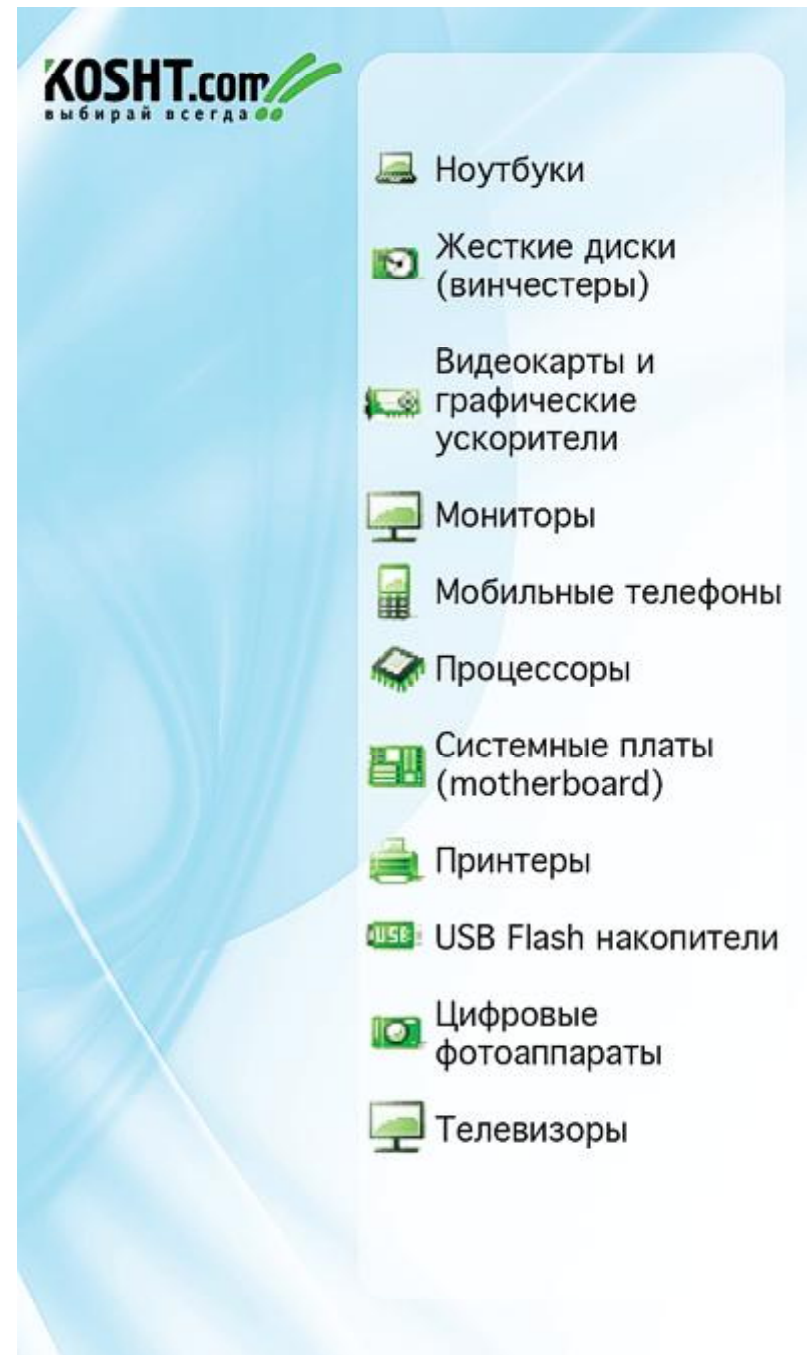 KOSHT.com
выбирай всегда
Ноутбуки
Жесткие диски
(винчестеры)
Видеокарты и
графические
ускорители
Мониторы
Мобильные телефоны
Процессоры
Системные платы
(motherboard)
Принтеры
USB
USB Flash накопители
Цифровые
фотоаппараты
Телевизоры